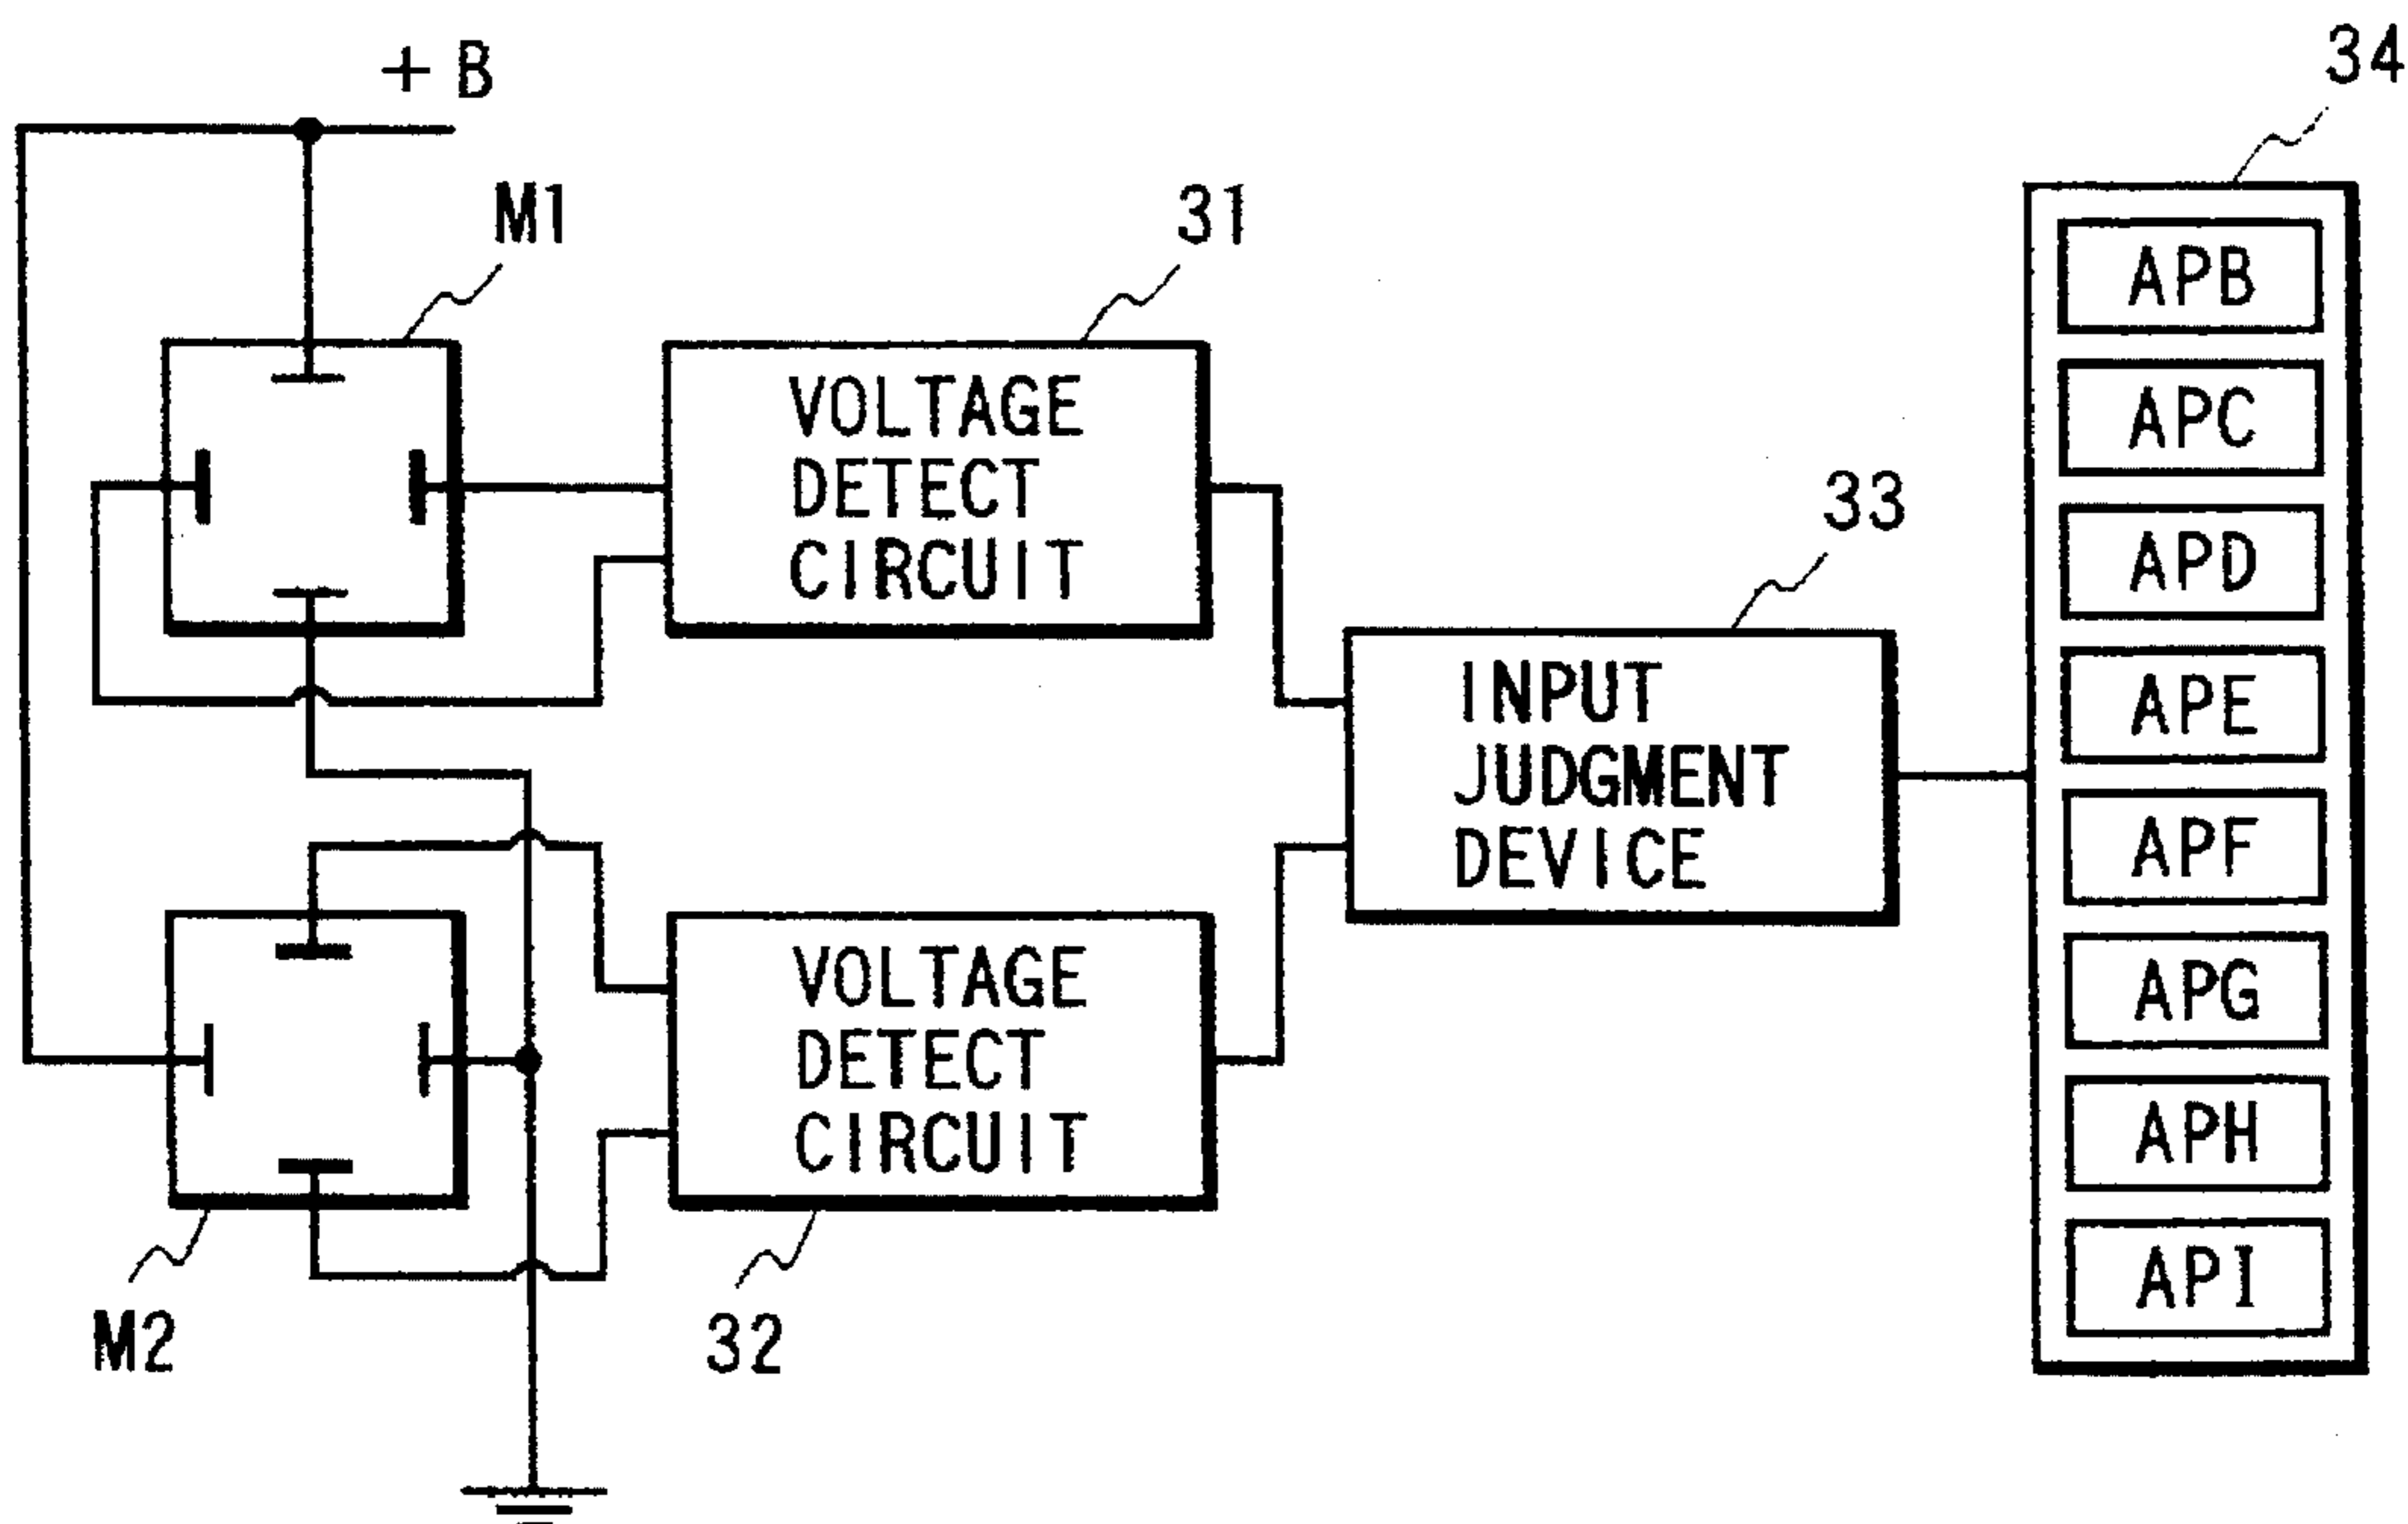 + B
34
M1
31
APB
VOLTAGE
DETECT
CIRCUIT
APC
33
APD
INPUT
JUDGMENT
DEVICE
APE
APF
VOLTAGE
DETECT
CIRCUIT
APG
APH
API
M2
32